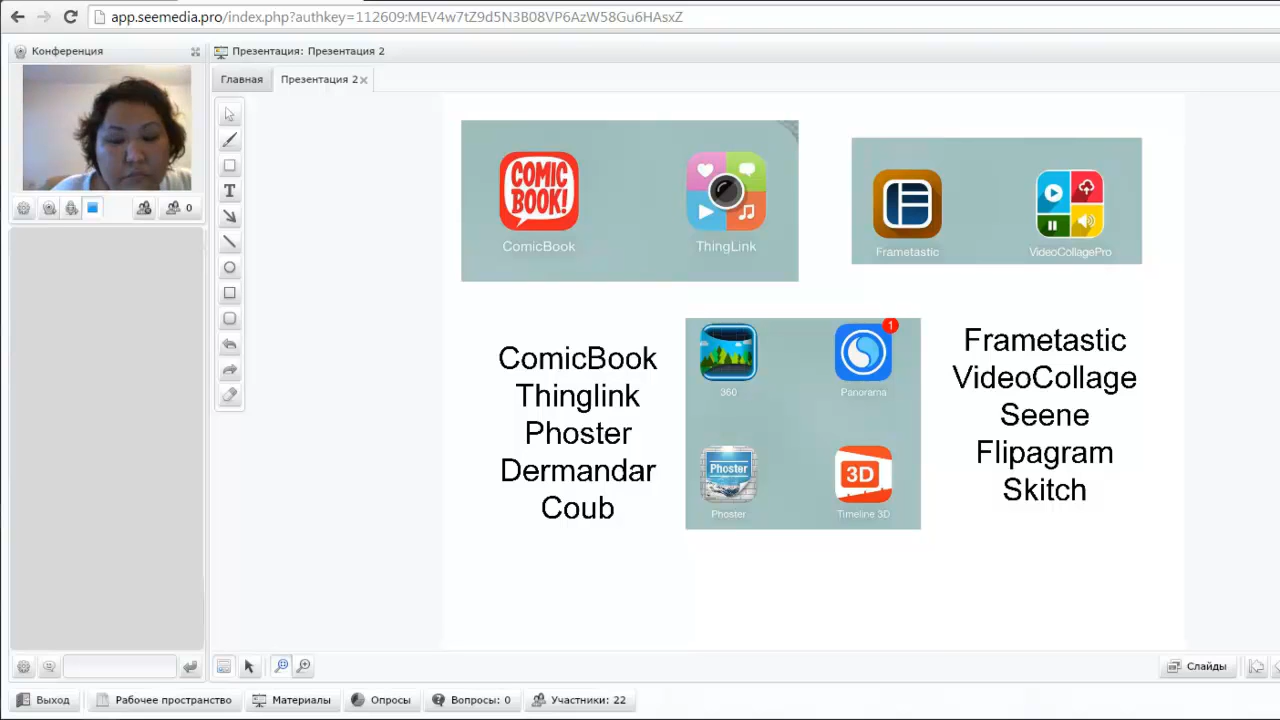 app.seemedia.pro/index.php?authkey=112609:MEV4w7tZ9d5N3B08VP6AzW58Gu6HAsxZ
Конференция
Презентация: Презентация 2
Главная
Презентация 2
COMIC
BOOK!
ComicBook
ThingLink
Frametastic
VideoCollagePro
T
0
1
360
Panorama
Phoster
Phoster
3D
Timeline 3D
ComicBook
Thinglink
Phoster
Dermandar
Coub
Frametastic
VideoCollage
Seene
Flipagram
Skitch
Слайды
Выход
Рабочее пространство
Материалы
Опросы
Вопросы: 0
Участники: 22